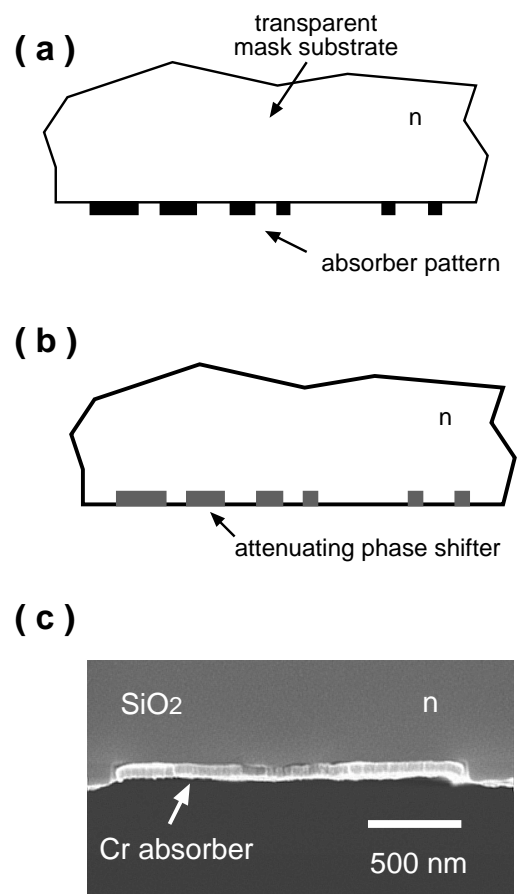 ( a )
transparent
mask substrate
n
absorber pattern
( b )
n
attenuating phase shifter
( c )
SiO2
n
Cr absorber
500 nm